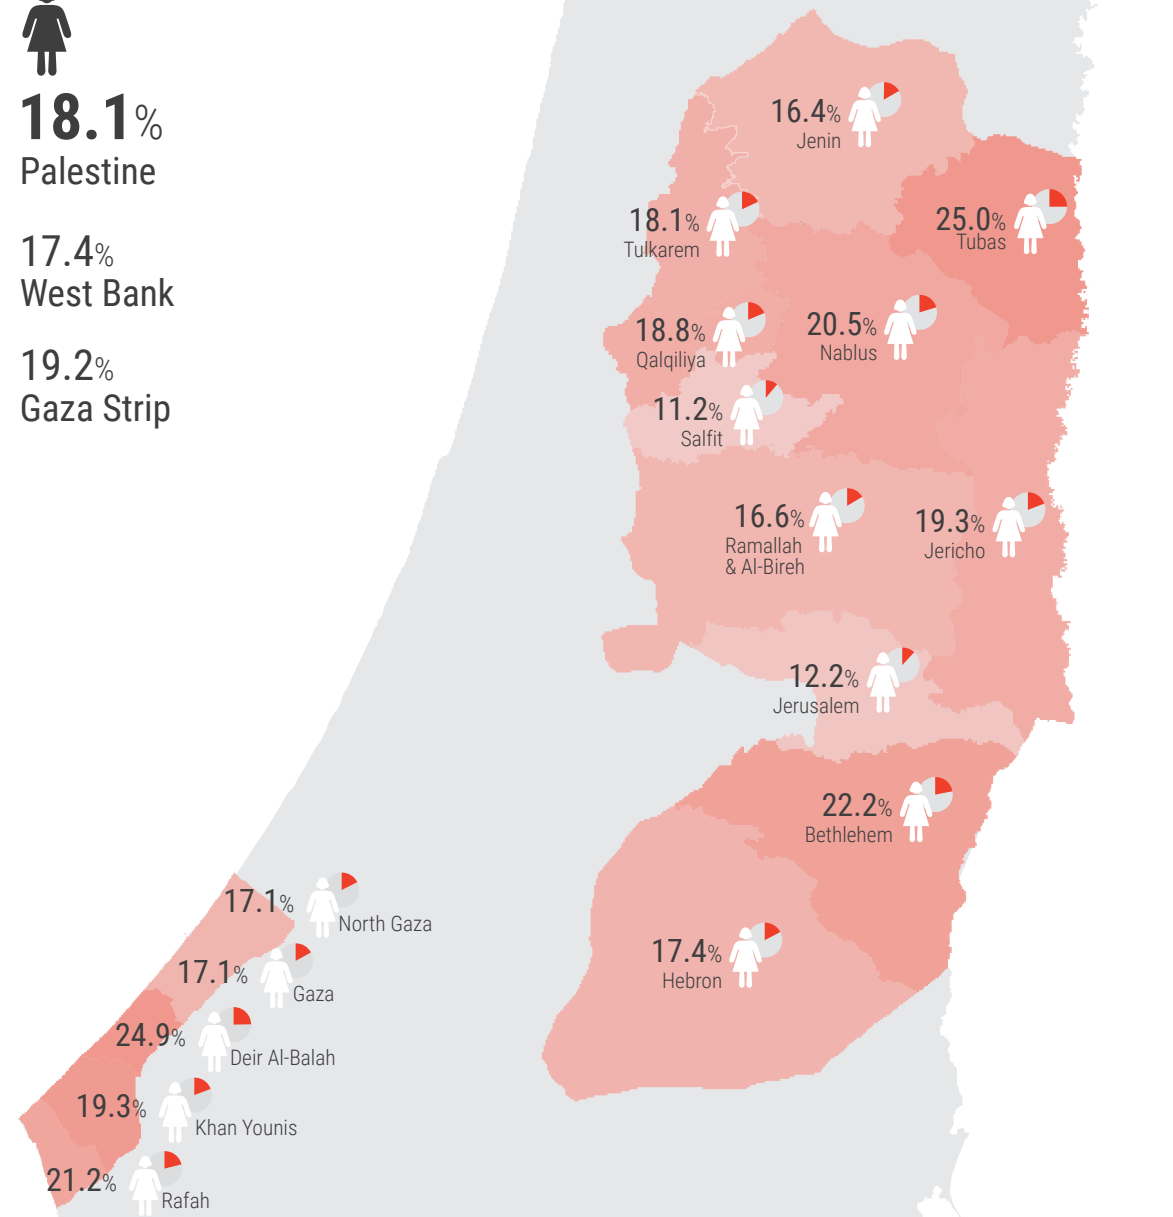 18.1%
Palestine
17.4%
West Bank
19.2%
Gaza Strip
16.4%
Jenin
25.0%
Tubas
18.1%
Tulkarem
20.5%
Nablus
18.8%
Qalqiliya
11.2%
Salfit
16.6%
Ramallah
& Al-Bireh
19.3%
Jericho
12.2%
Jerusalem
22.2%
Bethlehem
17.4%
Hebron
17.1%
North Gaza
17.1%
Gaza
24.9%
Deir Al-Balah
19.3%
Khan Younis
21.2%
Rafah